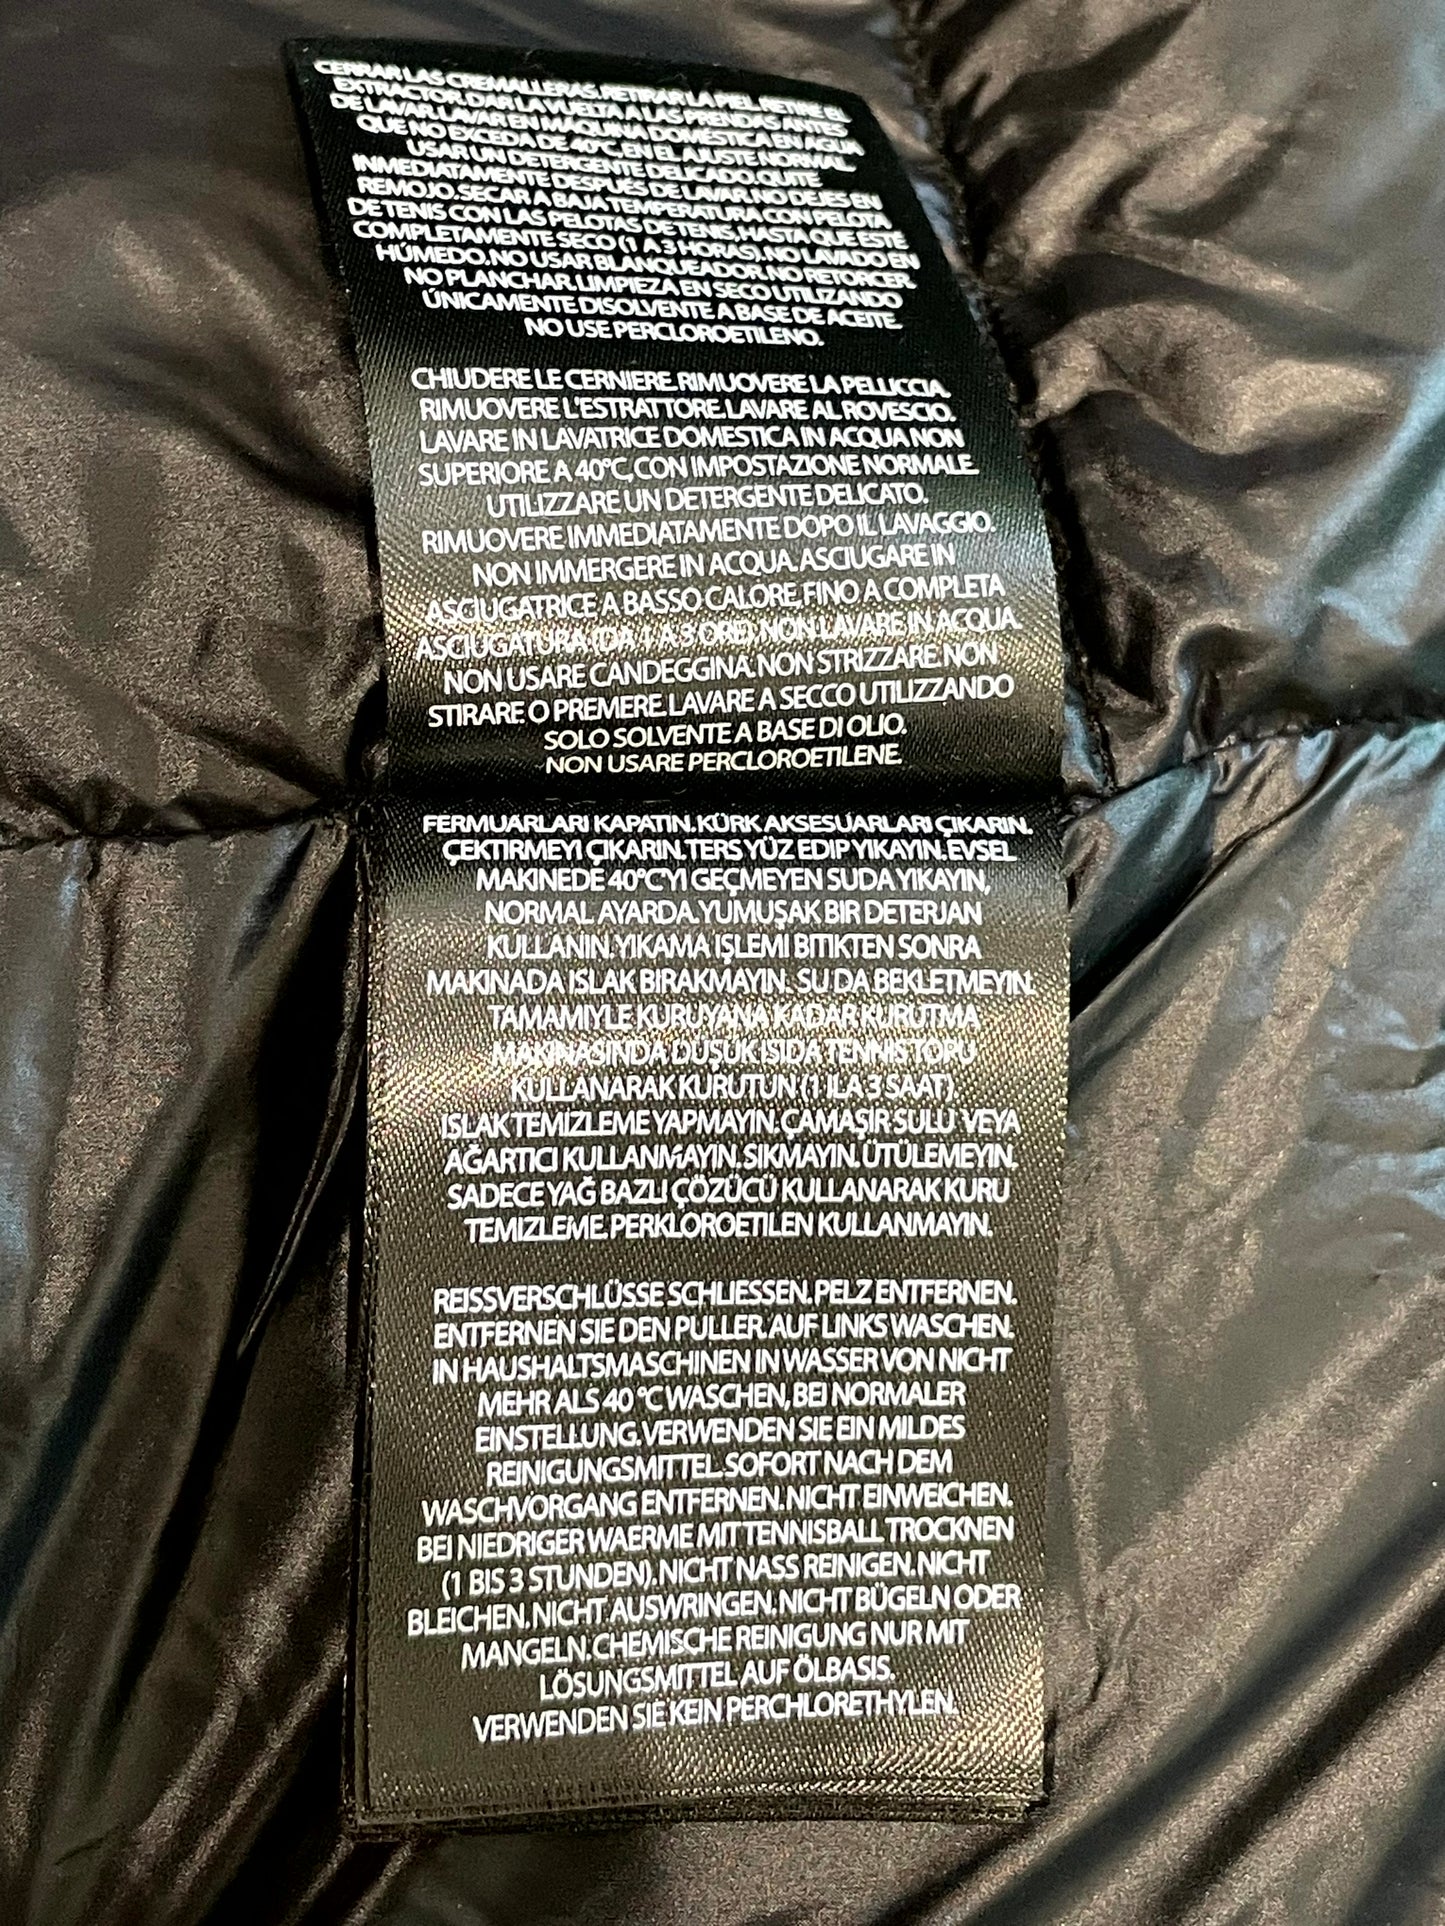 CERRAR LAS CREMALLERAS. RETIRAR LA PIEL. RETIRE EL
EXTRACTOR. DAR LA VUELTA A LAS PRENDAS ANTES
DE LAVAR. LAVAR EN MÁQUINA DOMÉSTICA EN AGUA
QUE NO EXCEDA DE 40°C, EN EL AJUSTE NORMAL.
USAR UN DETERGENTE DELICADO. QUITE
INMEDIATAMENTE DESPUÉS DE LAVAR. NO DEJES EN
REMOJO. SECAR A BAJA TEMPERATURA CON PELOTA
DE TENIS CON LAS PELOTAS DE TENIS, HASTA QUE ESTE
COMPLETAMENTE SECO (1 A 3 HORAS). NO LAVADO EN
HÚMEDO. NO USAR BLANQUEADOR. NO RETORCER.
NO PLANCHAR. LIMPIEZA EN SECO UTILIZANDO
ÚNICAMENTE DISOLVENTE A BASE DE ACEITE.
NO USE PERCLOROETILENO.
CHIUDERE LE CERNIERE. RIMUOVERE LA PELLICCIA.
RIMUOVERE L'ESTRATTORE. LAVARE AL ROVESCIO.
LAVARE IN LAVATRICE DOMESTICA IN ACQUA NON
SUPERIORE A 40°C, CON IMPOSTAZIONE NORMALE.
UTILIZZARE UN DETERGENTE DELICATO.
RIMUOVERE IMMEDIATAMENTE DOPO IL LAVAGGIO.
NON IMMERGERE IN ACQUA. ASCIUGARE IN
ASCIUGATRICE A BASSO CALORE, FINO A COMPLETA
ASCIUGATURA (DA 1 A 3 ORE). NON LAVARE IN ACQUA.
NON USARE CANDEGGINA. NON STRIZZARE. NON
STIRARE O PREMERE. LAVARE A SECCO UTILIZZANDO
SOLO SOLVENTE A BASE DI OLIO.
NON USARE PERCLOROETILENE.
FERMUARLARI KAPATIN. KÜRK AKSESUARLARI ÇIKARIN.
ÇEKTIRMEYI ÇIKARIN. TERS YÜZ EDIP YIKAYIN. EVSEL
MAKINEDE 40°C'YI GEÇMEYEN SUDA YIKAYIN,
NORMAL AYARDA. YUMUŞAK BIR DETERJAN
KULLANIN. YIKAMA IŞLEMI BITIKTEN SONRA
MAKINADA ISLAK BIRAKMAYIN. SU DA BEKLETMEYIN.
TAMAMIYLE KURUYANA KADAR KURUTMA
MAKINASINDA DUŞUK ISIDA TENNIS TOPU
KULLANARAK KURUTUN (1 ILA 3 SAAT).
ISLAK TEMIZLEME YAPMAYIN. ÇAMAŞIR SULU VEYA
AĞARTICI KULLANMAYIN. SIKMAYIN. ÜTÜLEMEYIN.
SADECE YAĞ BAZLI ÇÖZÜCÜ KULLANARAK KURU
TEMIZLEME. PERKLOROETILEN KULLANMAYIN.
REISSVERSCHLÜSSE SCHLIESSEN. PELZ ENTFERNEN.
ENTFERNEN SIE DEN PULLER. AUF LINKS WASCHEN.
IN HAUSHALTSMASCHINEN IN WASSER VON NICHT
MEHR ALS 40 °C WASCHEN, BEI NORMALER
EINSTELLUNG. VERWENDEN SIE EIN MILDES
REINIGUNGSMITTEL. SOFORT NACH DEM
WASCHVORGANG ENTFERNEN. NICHT EINWEICHEN.
BEI NIEDRIGER WAERME MIT TENNISBALL TROCKNEN
(1 BIS 3 STUNDEN), NICHT NASS REINIGEN. NICHT
BLEICHEN. NICHT AUSWRINGEN. NICHT BÜGELN ODER
MANGELN. CHEMISCHE REINIGUNG NUR MIT
LÖSUNGSMITTEL AUF ÖLBASIS.
VERWENDEN SIE KEIN PERCHLORETHYLEN.